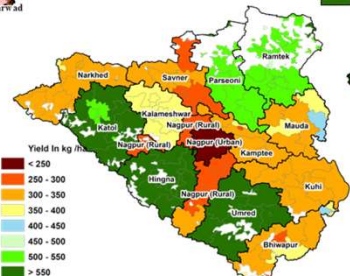 arwad
Ramtek
Narkhed
Savner
Parseoni
Kalameshwar
Katol
Nagpur (Rural)
Mauda
Nagpur (Rural)
Nagpur (Urban)
Kamptee
Hingna
Nagpur (Rural)
Kuhi
Umred
Bhiwapur
Yield In kg /ha
< 250
250 - 300
300 - 350
350 - 400
400 - 450
450 - 500
500 - 550
> 550